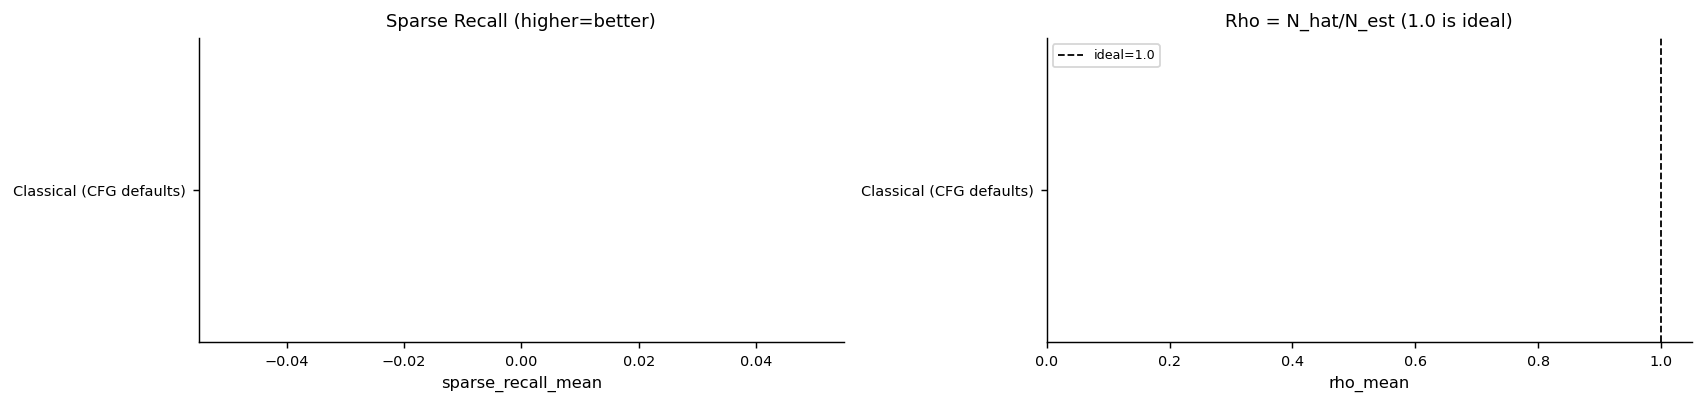 Sparse Recall (higher=better)
Classical (CFG defaults)
−0.04 −0.02 0.00 0.02 0.04
sparse_recall_mean
Rho = N_hat/N_est (1.0 is ideal)
ideal=1.0
Classical (CFG defaults)
0.0 0.2 0.4 0.6 0.8 1.0
rho_mean